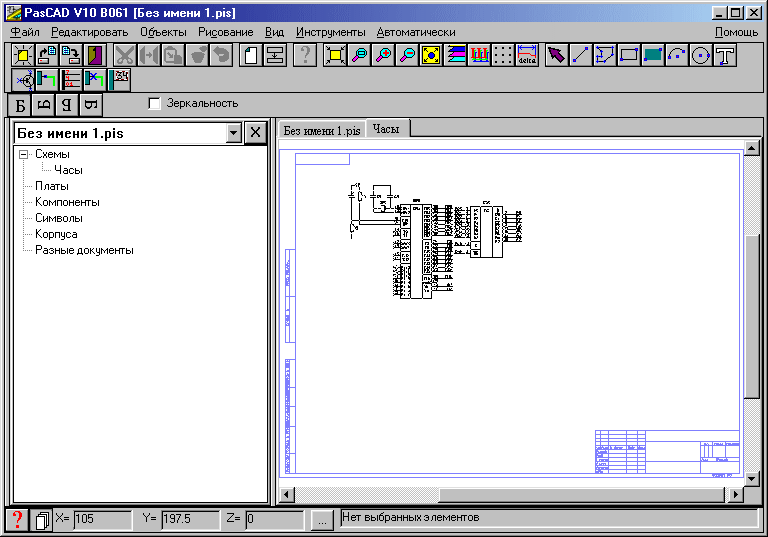 PasCAD V10 B061 [Без имени 1.pis]
Файл Редактировать Объекты Рисование Вид Инструменты Автоматически Помощь
delta
Зеркальность
Без имени 1.pis
Без имени 1.pis Часы
Схемы
Часы
Платы
Компоненты
Символы
Корпуса
Разные документы
X= 105 Y= 197.5 Z= 0 ... Нет выбранных элементов